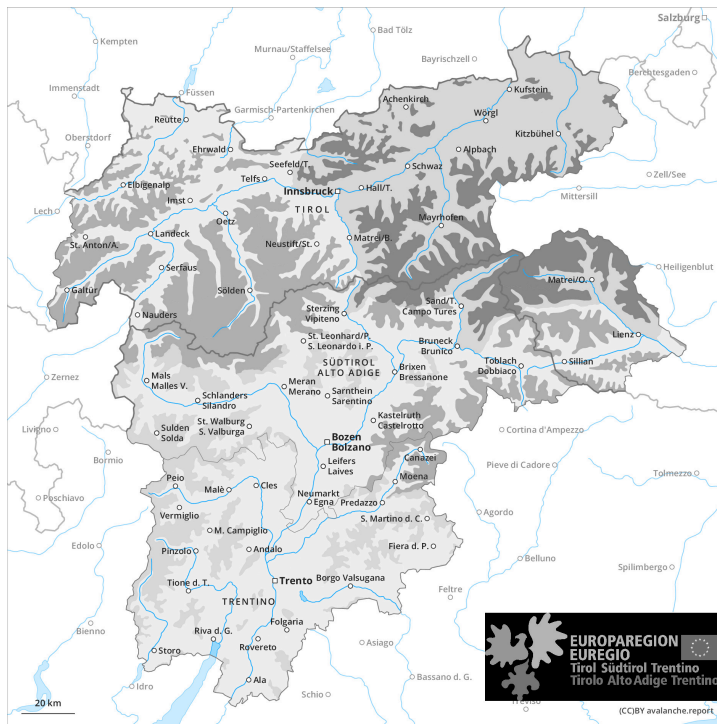 Salzburg
Kempten
Bad Tölz
Murnau/Staffelsee
Bayrischzell
Berchtesgaden
Immenstadt
Füssen
Kufstein
Achenkirch
Garmisch-Partenkirchen
Wörgl
Reutte
Kitzbühel
Oberstdorf
Ehrwald
Alpbach
Seefeld/T.
Schwaz
Telfs
Zell/See
Elbigenalp
Innsbruck
Hall/T.
Mittersill
Imst
TIROL
Lech
Oetz
Mayrhofen
Landeck
Matrei/B.
St. Anton/A.
Neustift/St.
Serfaus
Heiligenblut
Matrei/O.
Galtür
Sölden
Sand/T.
Campo Tures
Nauders
Sterzing
Vipiteno
St. Leonhard/P.
S. Leonardo i. P.
Bruneck
Brunico
Lienz
SÜDTIROL
ALTO ADIGE
Toblach
Dobbiaco
Sillian
Brixen
Bressanone
Zernez
Mals
Malles V.
Meran
Merano
Sarnthein
Sarentino
Schlanders
Silandro
Kastelruth
Castelrotto
St. Walburg
S. Valburga
Livigno
Sulden
Solda
Cortina d'Ampezzo
Bozen
Bolzano
Bormio
Canazei
Leifers
Laives
Pieve di Cadore
Tolmezzo
Peio
Moena
Malè
Cles
Neumarkt
Egna
Poschiavo
Predazzo
Vermiglio
Agordo
S. Martino d. C.
M. Campiglio
Edolo
Pinzolo
Andalo
Fiera d. P.
Belluno
Spilimbergo
Tione d. T.
Trento
Borgo Valsugana
Feltre
TRENTINO
Folgaria
Bienno
Riva d. G.
Rovereto
Asiago
EUROPAREGION
EUREGIO
Storo
Tirol Südtirol Trentino
Tirolo Alto Adige Trentino
Ala
Bassano d. G.
Idro
Schio
20 km
Treviso
(CC)BY avalanche.report